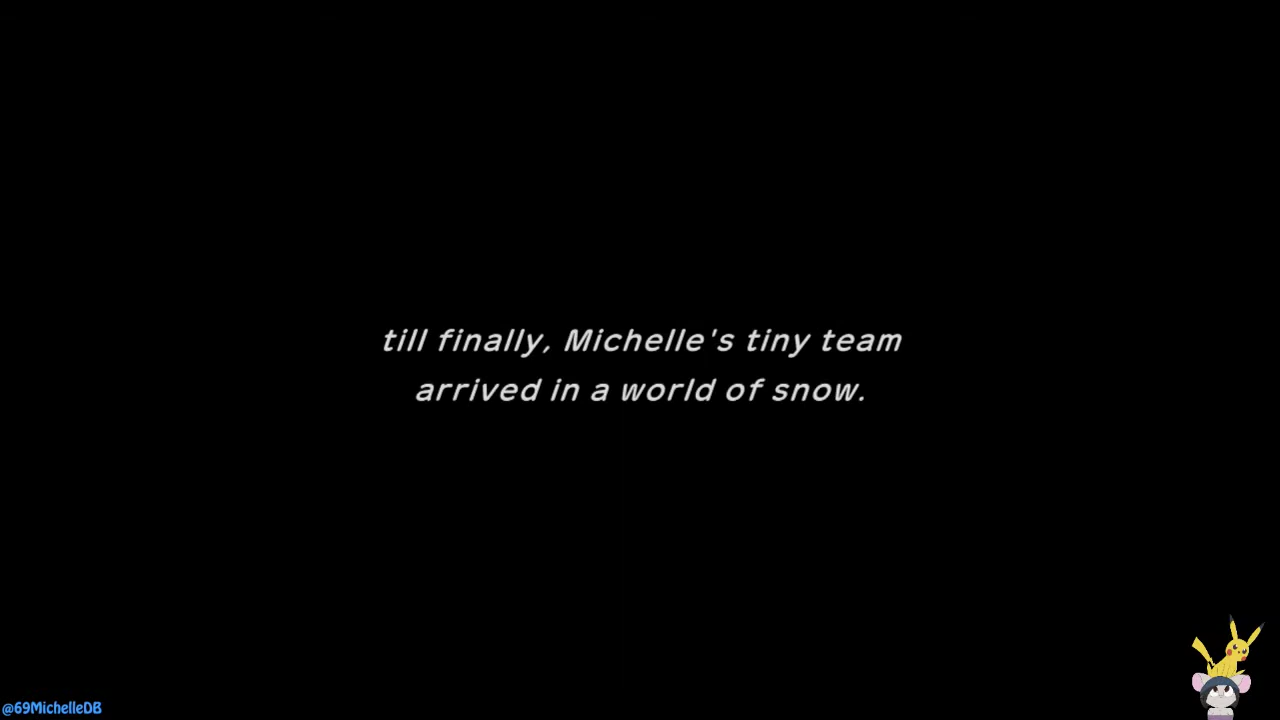 till finally, Michelle's tiny team
arrived in a world of snow.
@69MichelleDB